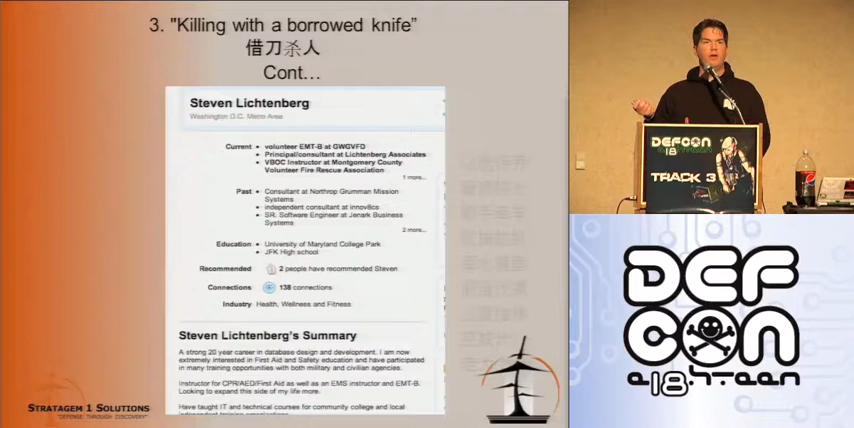 3. "Killing with a borrowed knife”
借刀杀人
Cont...
Steven Lichtenberg
Washington D.C. Metro Area
Current
• volunteer EMT-B at GWGVFD
• Principal/consultant at Lichtenberg Associates
• VBOC Instructor at Montgomery County
Volunteer Fire Rescue Association
1 more...
Past
• Consultant at Northrop Grumman Mission
Systems
• independent consultant at innov8cs
• SR. Software Engineer at Jenark Business
Systems
2 more...
Education
• University of Maryland College Park
• JFK High school
Recommended
2 people have recommended Steven
Connections
138 connections
Industry
Health, Wellness and Fitness
Steven Lichtenberg's Summary
A strong 20 year career in database design and development. I am now
extremely interested in First Aid and Safety education and have participated
in many training opportunities with both military and civilian agencies.
Instructor for CPR/AED/First Aid as well as an EMS instructor and EMT-B.
Looking to expand this side of my life more.
Have taught IT and technical courses for community college and local
STRATAGEM 1 SOLUTIONS
"DEFENSE THROUGH DISCOVERY"
DEFCON
18
TRACK 3
DEF
CON
e18hteen